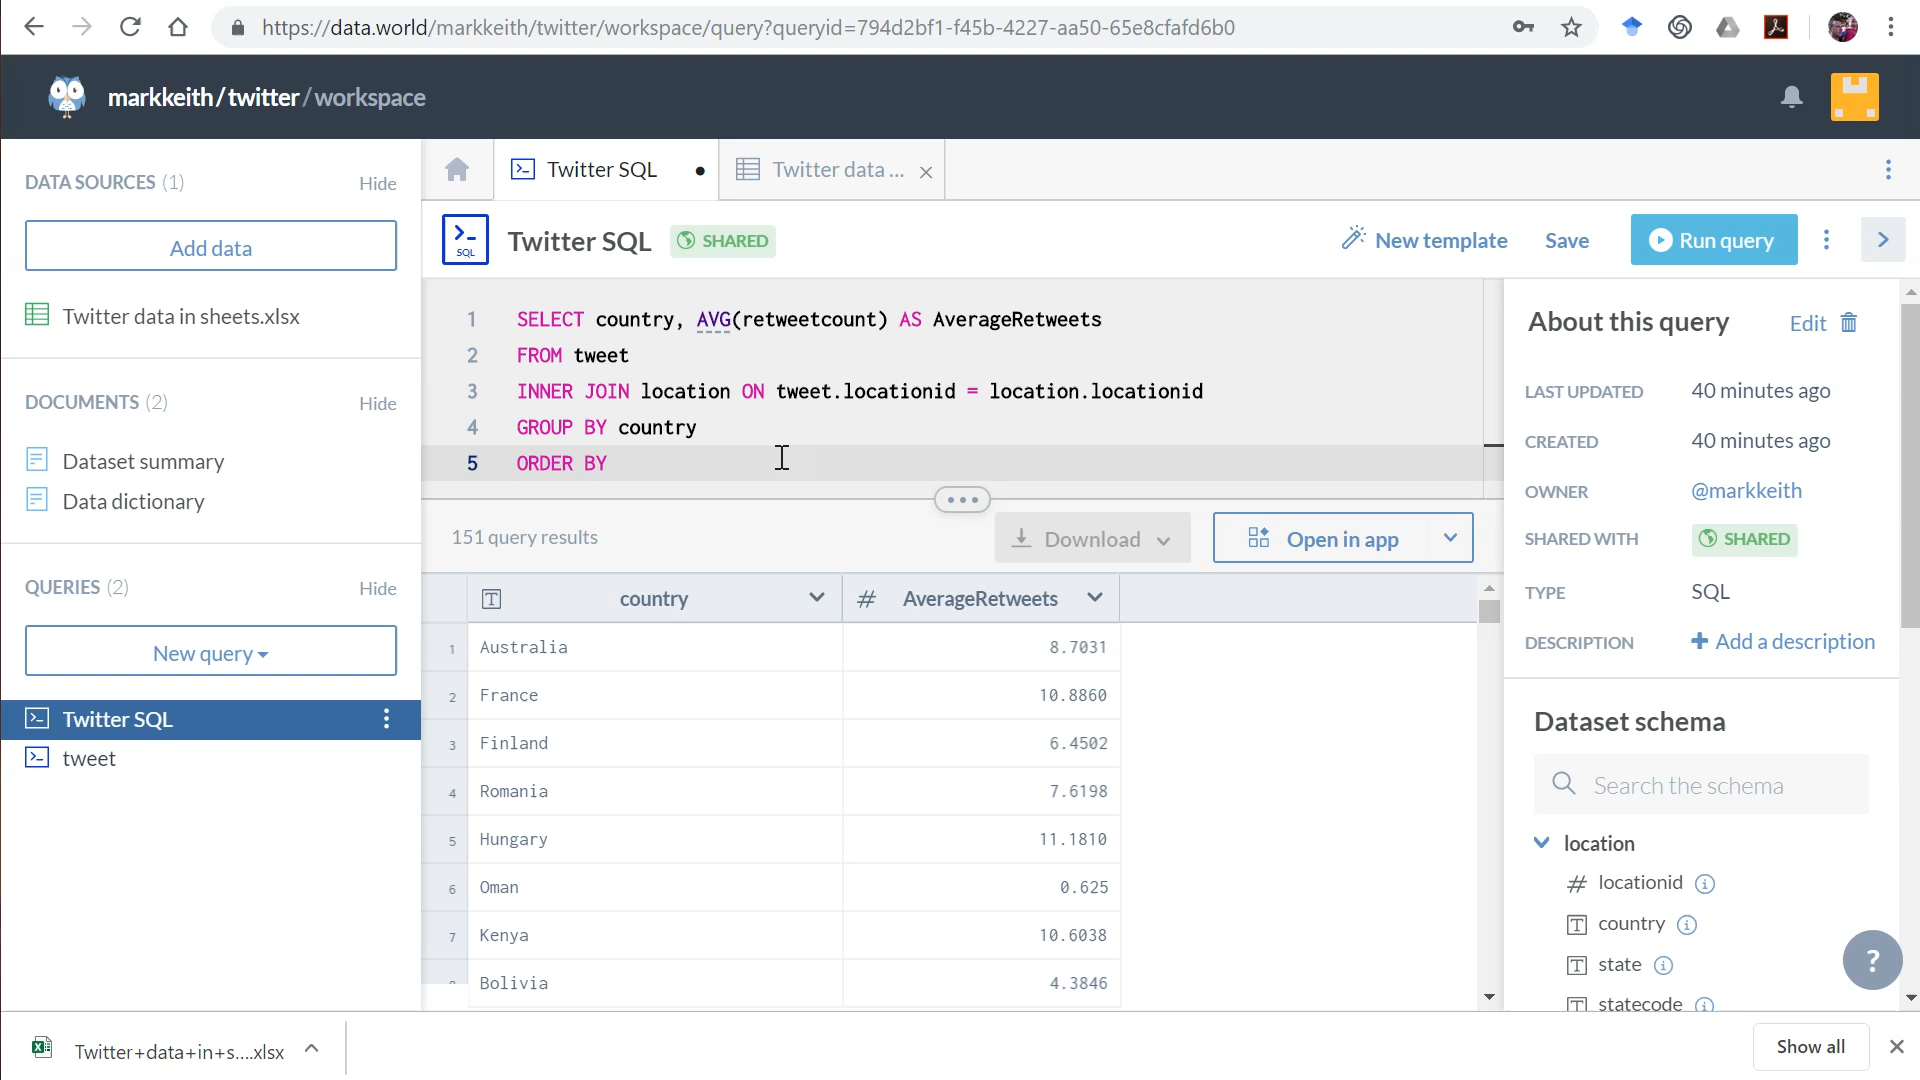 https://data.world/markkeith/twitter/workspace/query?queryid=794d2bf1-f45b-4227-aa50-65e8cfafd6b0
markkeith/twitter/workspace
DATA SOURCES (1)
Hide
Add data
Twitter data in sheets.xlsx
DOCUMENTS (2)
Hide
Dataset summary
Data dictionary
QUERIES (2)
Hide
New query
Twitter SQL
tweet
Twitter SQL
Twitter data ...
SQL
Twitter SQL
SHARED
New template
Save
Run query
1 SELECT country, AVG(retweetcount) AS AverageRetweets
2 FROM tweet
3 INNER JOIN location ON tweet.locationid = location.locationid
4 GROUP BY country
5 ORDER BY
151 query results
Download
Open in app
country # AverageRetweets
1 Australia 8.7031
2 France 10.8860
3 Finland 6.4502
4 Romania 7.6198
5 Hungary 11.1810
6 Oman 0.625
7 Kenya 10.6038
Bolivia 4.3846
About this query
Edit
LAST UPDATED 40 minutes ago
CREATED 40 minutes ago
OWNER @markkeith
SHARED WITH SHARED
TYPE SQL
DESCRIPTION + Add a description
Dataset schema
Search the schema
location
# locationid
country
state
statecode
?
Twitter+data+in+s....xlsx
Show all